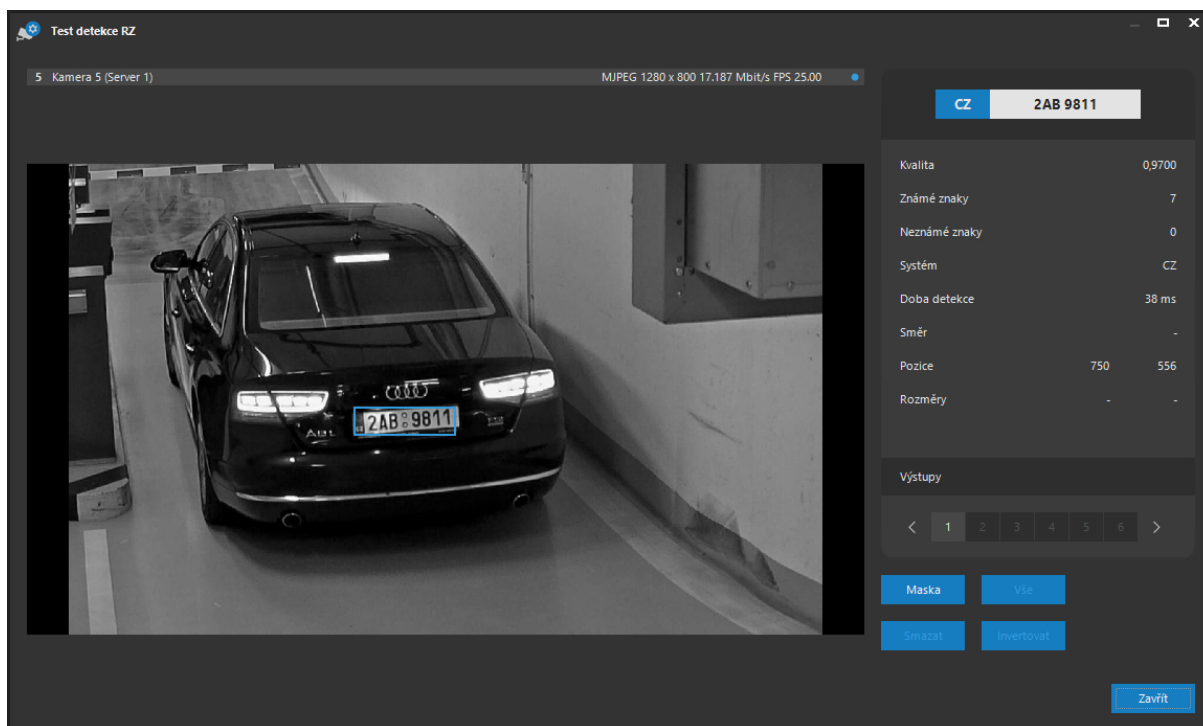 Test detekce RZ
5 Kamera 5 (Server 1) MJPEG 1280 x 800 17.187 Mbit/s FPS 25.00
CZ 2AB 9811
Kvalita 0,9700
Známé znaky 7
Neznámé znaky 0
Systém CZ
Doba detekce 38 ms
Směr -
Pozice 750 556
Rozměry - -
Výstupy
< 1 2 3 4 5 6 >
Maska Vše
Smazat Invertovat
Zavřít
A8L
2AB 9811